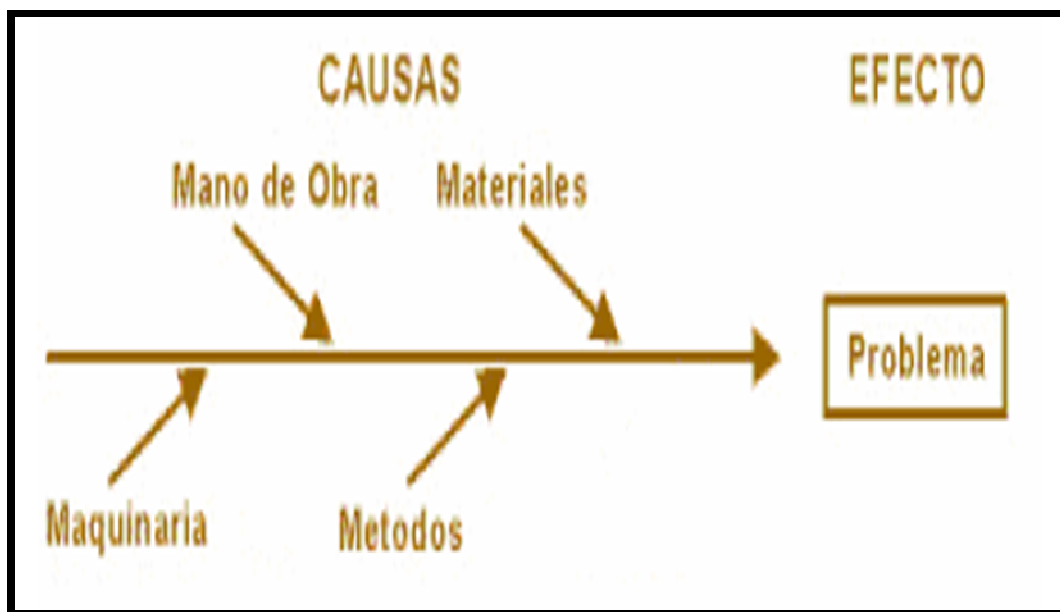 CAUSAS
EFECTO
Mano de Obra
Materiales
Problema
Maquinaria
Metodos